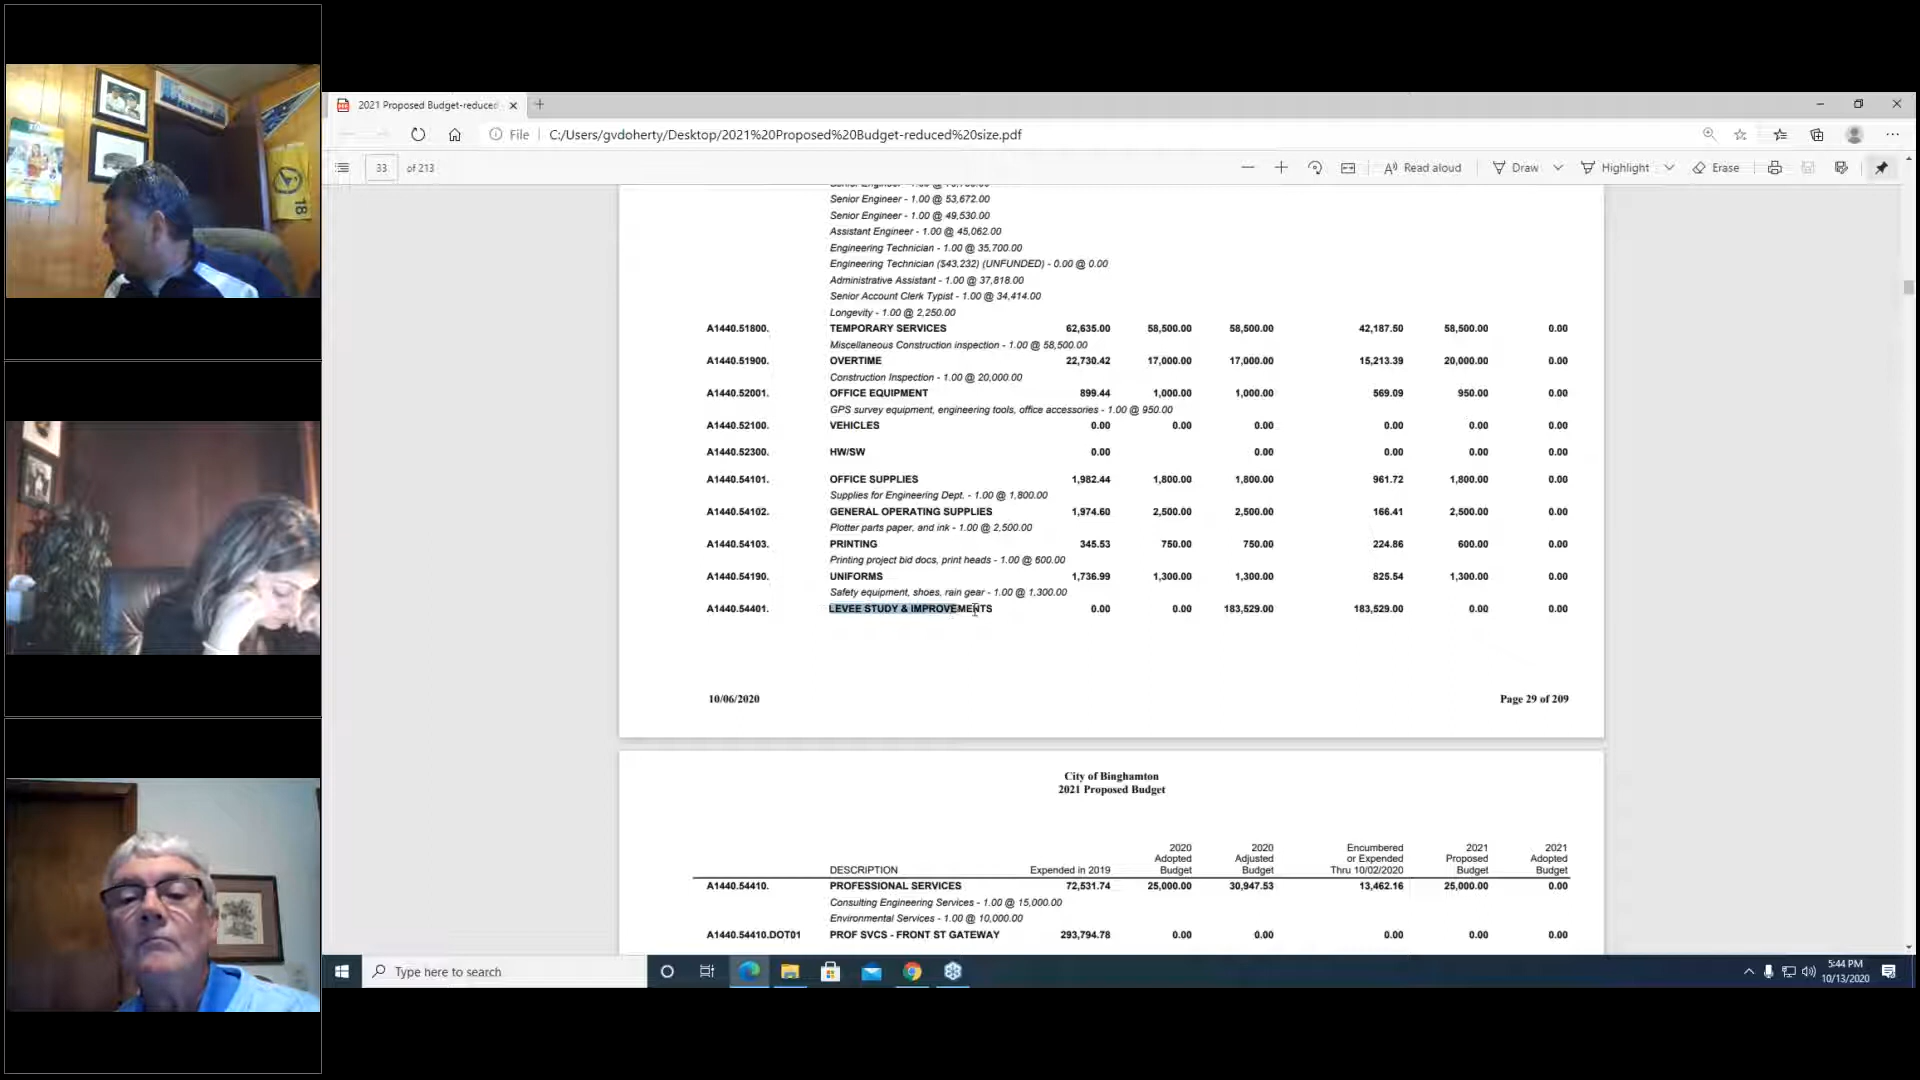 2021 Proposed Budget-reduced
File C:/Users/gvdoherty/Desktop/2021%20Proposed%20Budget-reduced%20size.pdf
33 of 213 Read aloud Draw Highlight Erase
Senior Engineer - 1.00 @ 53,672.00
Senior Engineer - 1.00 @ 49,530.00
Assistant Engineer - 1.00 @ 45,062.00
Engineering Technician - 1.00 @ 35,700.00
Engineering Technician ($43,232) (UNFUNDED) - 0.00 @ 0.00
Administrative Assistant - 1.00 @ 37,818.00
Senior Account Clerk Typist - 1.00 @ 34,414.00
Longevity - 1.00 @ 2,250.00
A1440.51800. TEMPORARY SERVICES 62,635.00 58,500.00 58,500.00 42,187.50 58,500.00 0.00
Miscellaneous Construction inspection - 1.00 @ 58,500.00
A1440.51900. OVERTIME 22,730.42 17,000.00 17,000.00 15,213.39 20,000.00 0.00
Construction Inspection - 1.00 @ 20,000.00
A1440.52001. OFFICE EQUIPMENT 899.44 1,000.00 1,000.00 569.09 950.00 0.00
GPS survey equipment, engineering tools, office accessories - 1.00 @ 950.00
A1440.52100. VEHICLES 0.00 0.00 0.00 0.00 0.00 0.00
A1440.52300. HW/SW 0.00 0.00 0.00 0.00 0.00
A1440.54101. OFFICE SUPPLIES 1,982.44 1,800.00 1,800.00 961.72 1,800.00 0.00
Supplies for Engineering Dept. - 1.00 @ 1,800.00
A1440.54102. GENERAL OPERATING SUPPLIES 1,974.60 2,500.00 2,500.00 166.41 2,500.00 0.00
Plotter parts paper, and ink - 1.00 @ 2,500.00
A1440.54103. PRINTING 345.53 750.00 750.00 224.86 600.00 0.00
Printing project bid docs, print heads - 1.00 @ 600.00
A1440.54190. UNIFORMS 1,736.99 1,300.00 1,300.00 825.54 1,300.00 0.00
Safety equipment, shoes, rain gear - 1.00 @ 1,300.00
A1440.54401. LEVEE STUDY & IMPROVEMENTS 0.00 0.00 183,529.00 183,529.00 0.00 0.00
10/06/2020 Page 29 of 209
City of Binghamton
2021 Proposed Budget
2020 2020 Encumbered 2021 2021
Adopted Adjusted or Expended Proposed Adopted
DESCRIPTION Expended in 2019 Budget Budget Thru 10/02/2020 Budget Budget
A1440.54410. PROFESSIONAL SERVICES 72,531.74 25,000.00 30,947.53 13,462.16 25,000.00 0.00
Consulting Engineering Services - 1.00 @ 15,000.00
Environmental Services - 1.00 @ 10,000.00
A1440.54410.DOT01 PROF SVCS - FRONT ST GATEWAY 293,794.78 0.00 0.00 0.00 0.00 0.00
Type here to search
5:44 PM
10/13/2020
18